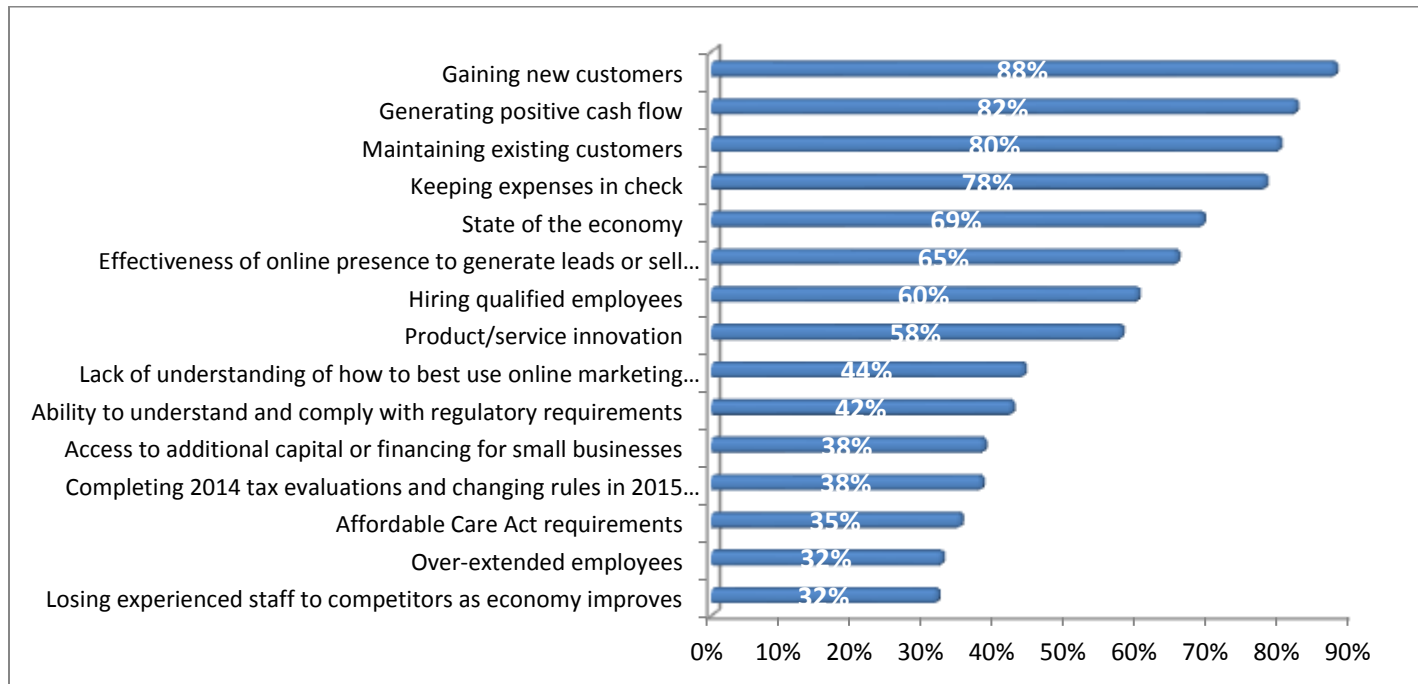 Gaining new customers 88%
Generating positive cash flow 82%
Maintaining existing customers 80%
Keeping expenses in check 78%
State of the economy 69%
Effectiveness of online presence to generate leads or sell… 65%
Hiring qualified employees 60%
Product/service innovation 58%
Lack of understanding of how to best use online marketing… 44%
Ability to understand and comply with regulatory requirements 42%
Access to additional capital or financing for small businesses 38%
Completing 2014 tax evaluations and changing rules in 2015… 38%
Affordable Care Act requirements 35%
Over-extended employees 32%
Losing experienced staff to competitors as economy improves 32%
0% 10% 20% 30% 40% 50% 60% 70% 80% 90%